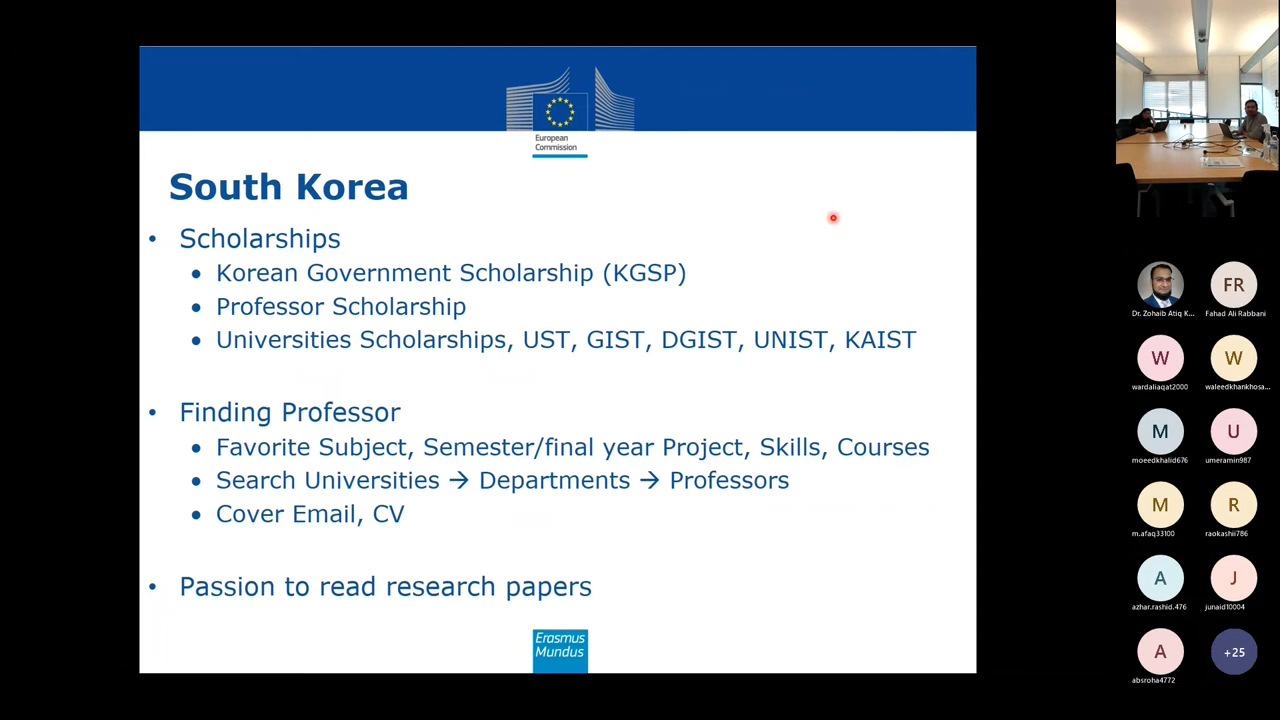 European
Commission
South Korea
• Scholarships
• Korean Government Scholarship (KGSP)
• Professor Scholarship
• Universities Scholarships, UST, GIST, DGIST, UNIST, KAIST
• Finding Professor
• Favorite Subject, Semester/final year Project, Skills, Courses
• Search Universities → Departments → Professors
• Cover Email, CV
• Passion to read research papers
Erasmus
Mundus
FR
Dr. Zohaib Atiq K...
Fahad Ali Rabbani
W
W
wardaliaqat2000
waleedkhankhosa...
M
U
moeedkhalid676
umeramin987
M
R
m.afaq33100
raokashii786
A
J
azhar.rashid.476
junaid10004
A
+25
absroha4772